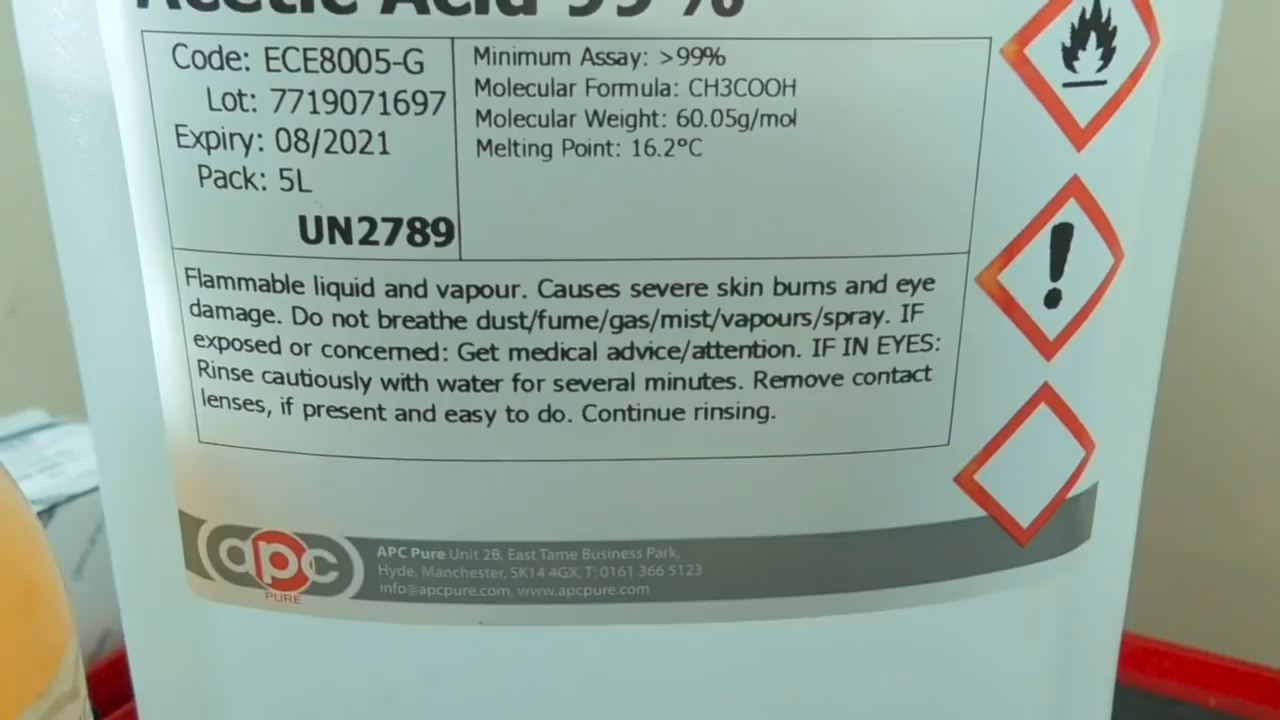 Acetic Acid 99 %
Code: ECE8005-G
Lot: 7719071697
Expiry: 08/2021
Pack: 5L
UN2789
Minimum Assay: >99%
Molecular Formula: CH3COOH
Molecular Weight: 60.05g/mol
Melting Point: 16.2°C
Flammable liquid and vapour. Causes severe skin burns and eye
damage. Do not breathe dust/fume/gas/mist/vapours/spray. IF
exposed or concerned: Get medical advice/attention. IF IN EYES:
Rinse cautiously with water for several minutes. Remove contact
lenses, if present and easy to do. Continue rinsing.
apc
PURE
APC Pure Unit 2B, East Tame Business Park,
Hyde, Manchester, SK14 4GX, T: 0161 366 5123
info@apcpure.com, www.apcpure.com